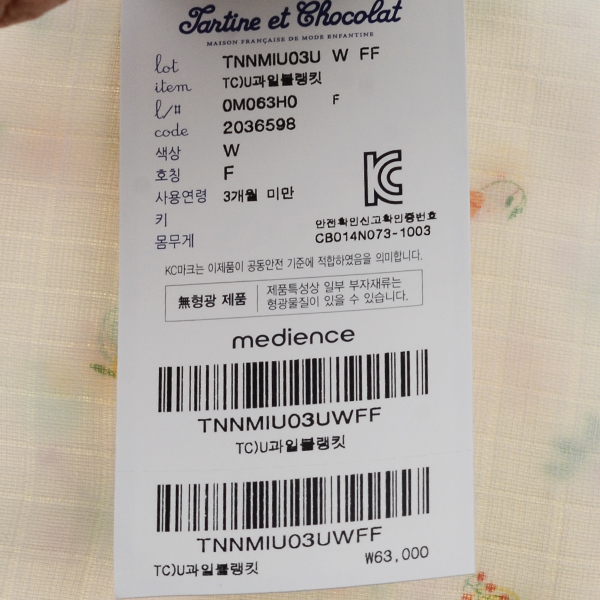 Tartine et Chocolat
MAISON FRANÇAISE DE MODE ENFANTINE
lot TNNMIU03U W FF
item TC)U과일블랭킷
l/# 0M063H0 F
code 2036598
색상 W
호칭 F
사용연령 3개월 미만
키
몸무게
KC
안전확인신고확인증번호
CB014N073-1003
KC마크는 이제품이 공동안전 기준에 적합하였음을 의미합니다.
無형광 제품
제품특성상 일부 부자재류는
형광물질이 있을 수 있습니다.
medience
TNNMIU03UWFF
TC)U과일블랭킷
TNNMIU03UWFF
TC)U과일블랭킷 ₩63,000